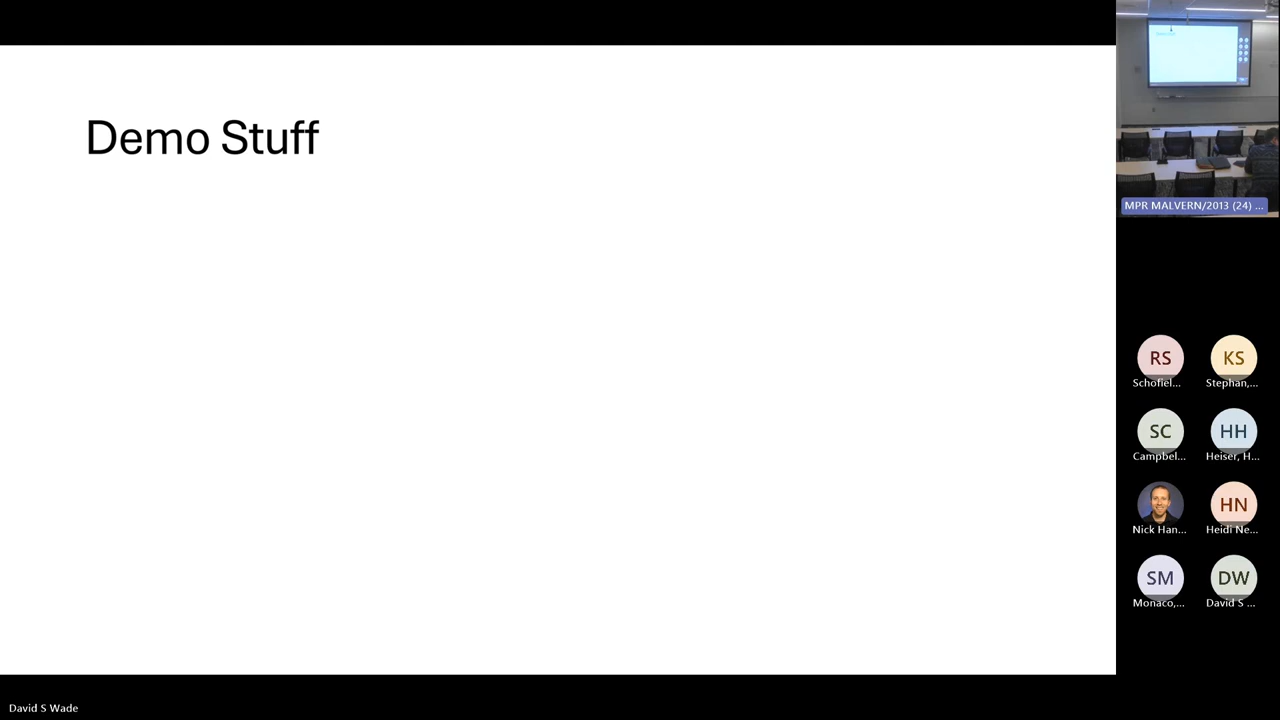 Demo Stuff
MPR MALVERN/2013 (24) ...
RS
Schofiel...
KS
Stephan,...
SC
Campbel...
HH
Heiser, H...
Nick Han...
HN
Heidi Ne...
SM
Monaco,...
DW
David S ...
David S Wade